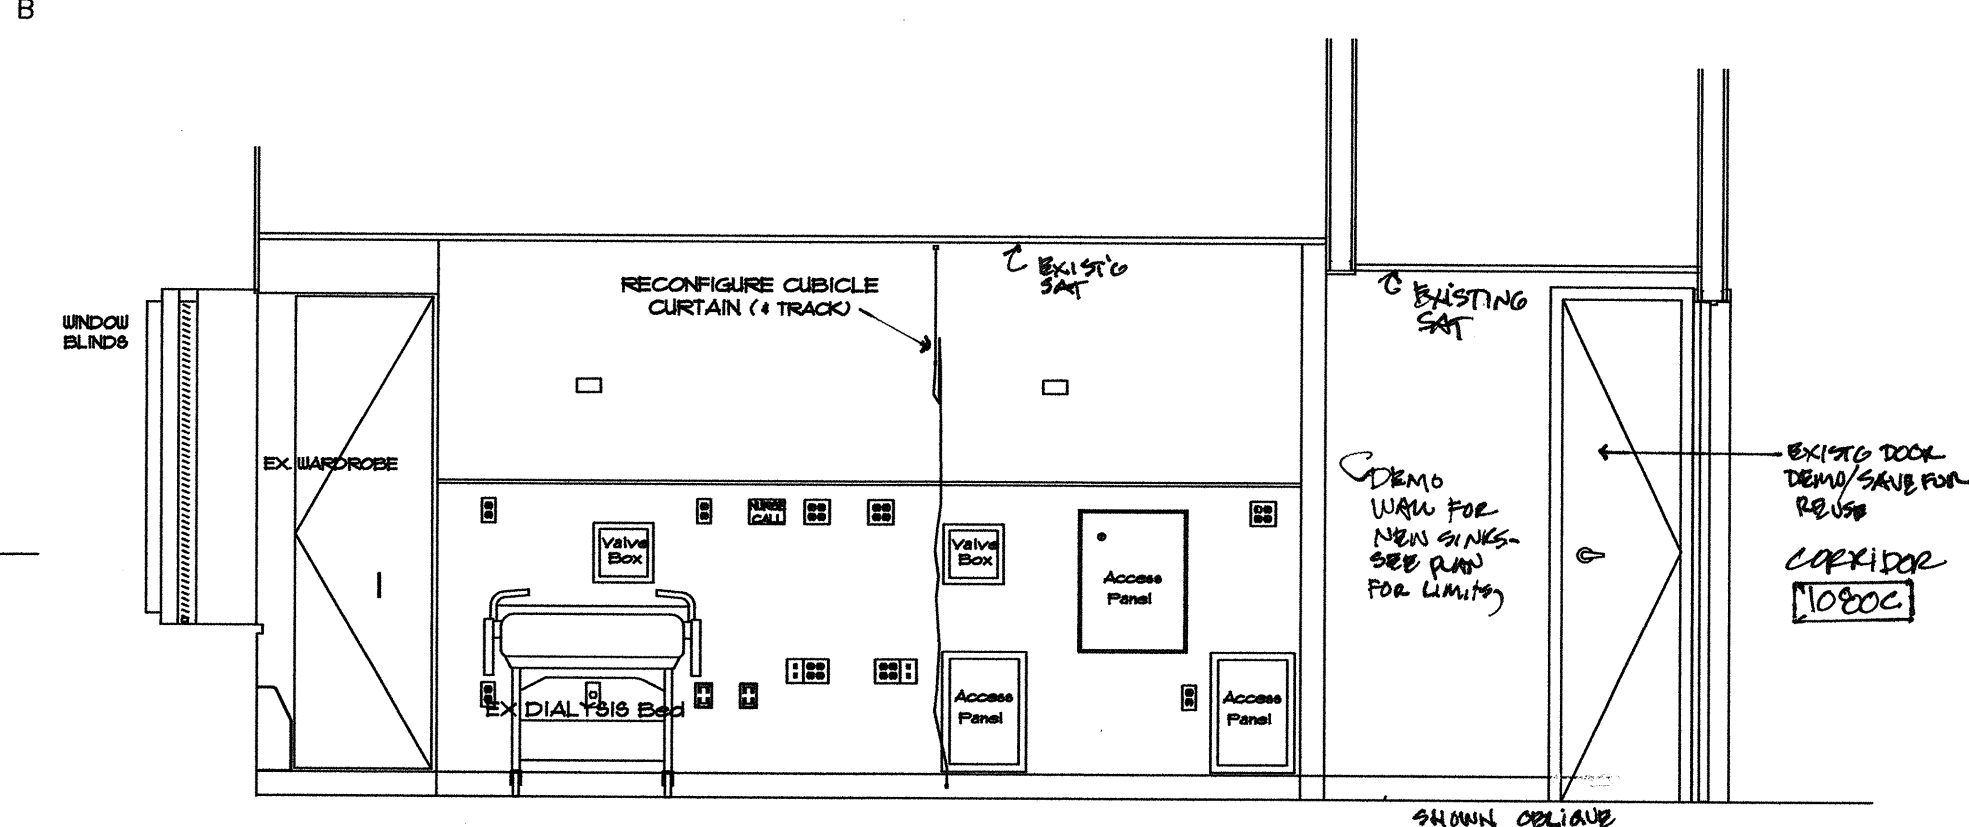 B
RECONFIGURE CUBICLE
CURTAIN (& TRACK)
EXIST'G
SAT
EXISTING
SAT
WINDOW
BLINDS
EX. WARDROBE
EXIST'G DOOR
DEMO/SAVE FOR
REUSE
DEMO
WALL FOR
NEW SINKS-
SEE PLAN
FOR LIMITS
NURSE
CALL
Valve
Box
Valve
Box
Access
Panel
CORRIDOR
1080C
EX DIALYSIS Bed
Access
Panel
Access
Panel
SHOWN OBLIQUE